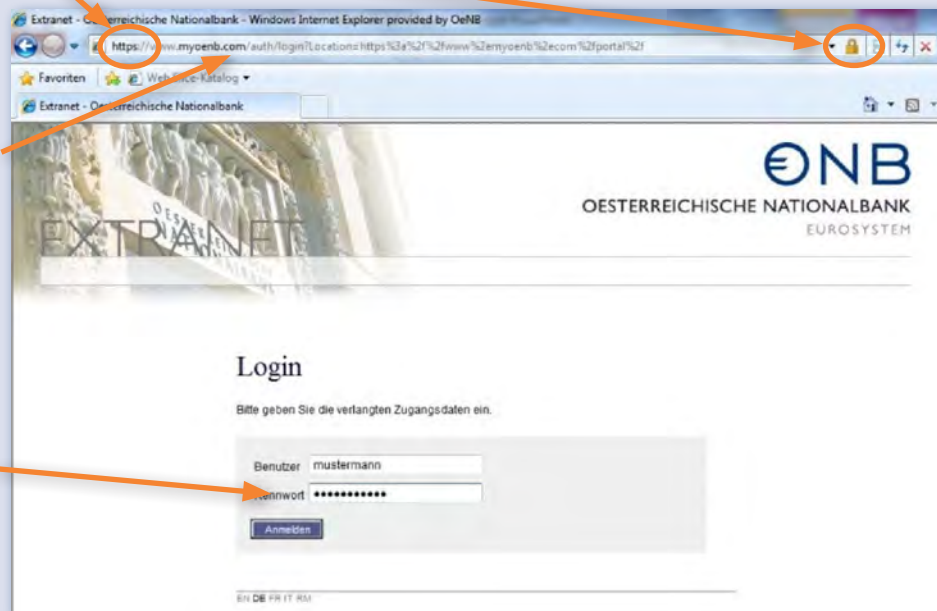 Extranet - Oesterreichische Nationalbank - Windows Internet Explorer provided by OeNB
https://www.myoenb.com/auth/login?Location=https%3a%2f%2fwww%2emyoenb%2ecom%2fportal%2f
Favoriten Web Slice-Katalog
Extranet - Oesterreichische Nationalbank
ONB
OESTERREICHISCHE NATIONALBANK
EUROSYSTEM
EXTRANET
Login
Bitte geben Sie die verlangten Zugangsdaten ein.
Benutzer mustermann
Kennwort •••••••••••
Anmelden
EN DE FR IT RM